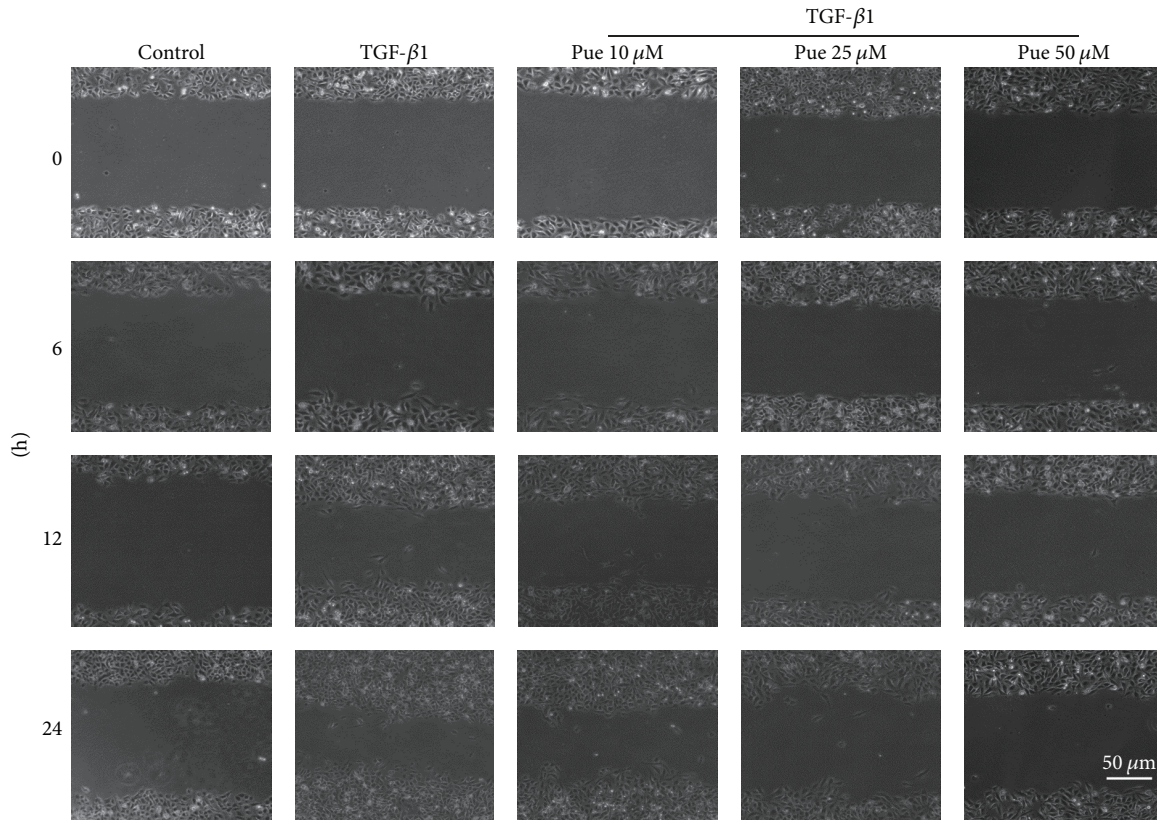 TGF-β1
Control TGF-β1 Pue 10 μM Pue 25 μM Pue 50 μM
0
6
(h)
12
24
50 μm